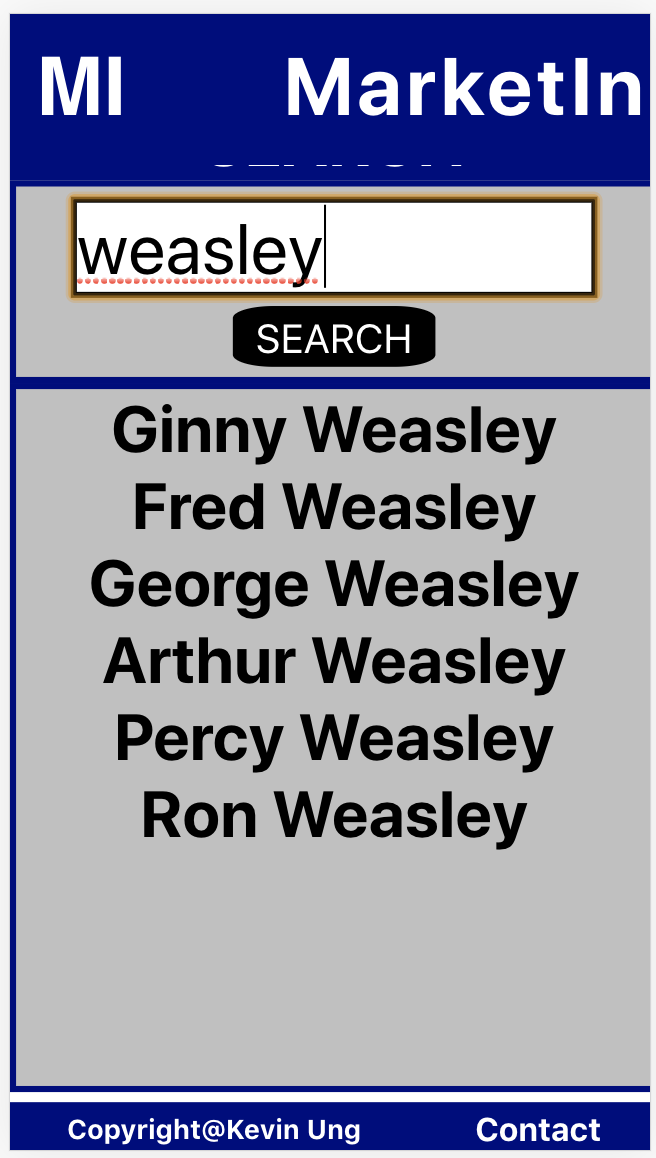 MI MarketIn
weasley
SEARCH
Ginny Weasley
Fred Weasley
George Weasley
Arthur Weasley
Percy Weasley
Ron Weasley
Copyright@Kevin Ung Contact